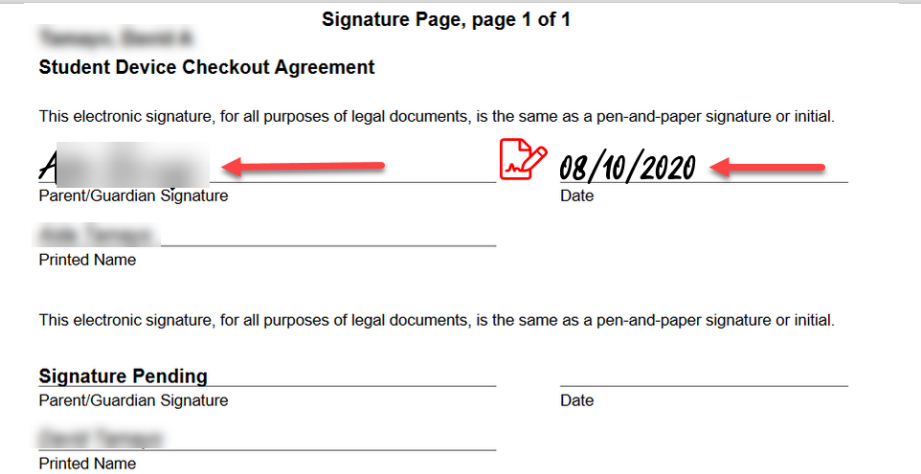 Signature Page, page 1 of 1
Student Device Checkout Agreement
This electronic signature, for all purposes of legal documents, is the same as a pen-and-paper signature or initial.
A 08/10/2020
Parent/Guardian Signature Date
Printed Name
This electronic signature, for all purposes of legal documents, is the same as a pen-and-paper signature or initial.
Signature Pending
Parent/Guardian Signature Date
Printed Name